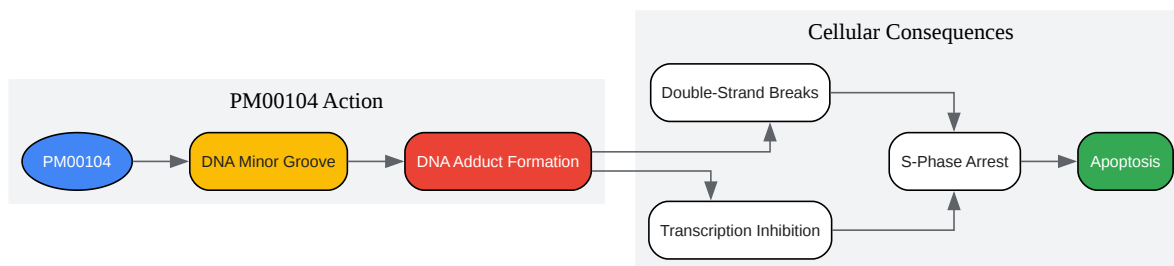 Cellular Consequences
PM00104 Action
Double-Strand Breaks
PM00104
DNA Minor Groove
DNA Adduct Formation
S-Phase Arrest
Apoptosis
Transcription Inhibition